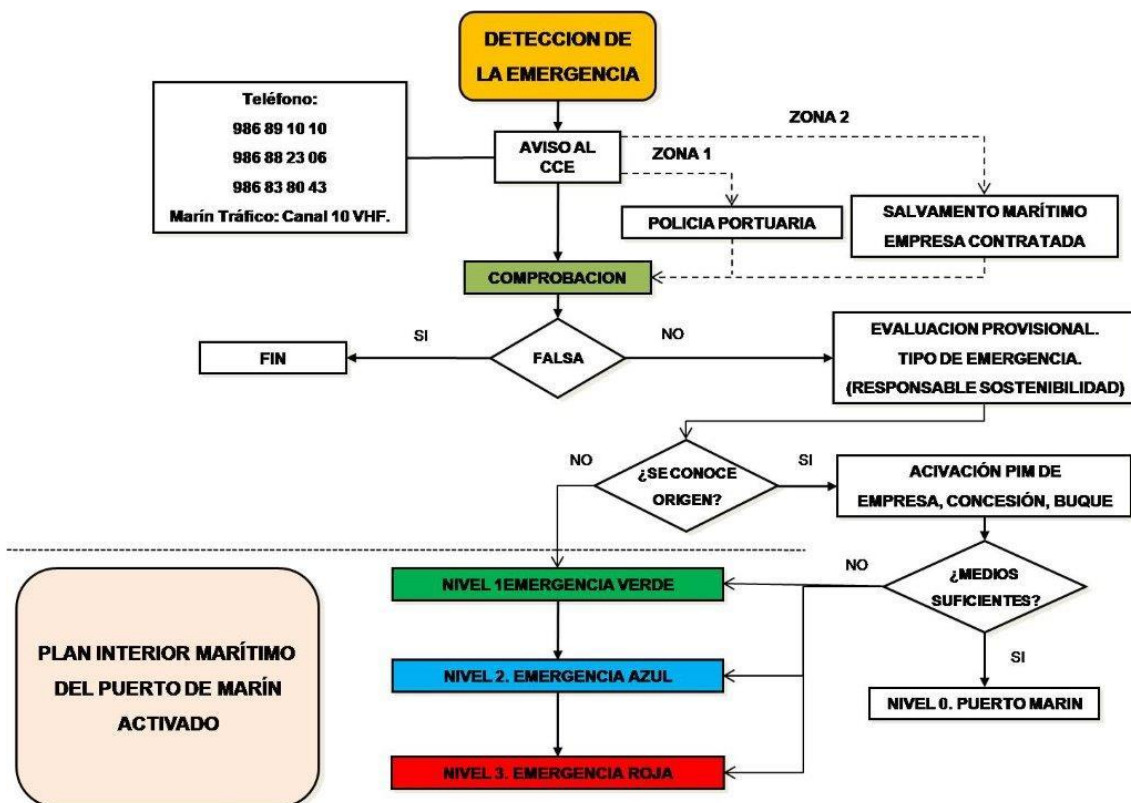 DETECCION DE
LA EMERGENCIA
Teléfono:
986 89 10 10
986 88 23 06
986 83 80 43
Marín Tráfico: Canal 10 VHF.
AVISO AL
CCE
ZONA 2
ZONA 1
POLICIA PORTUARIA
SALVAMENTO MARÍTIMO
EMPRESA CONTRATADA
COMPROBACION
SI
FALSA
NO
FIN
EVALUACION PROVISIONAL.
TIPO DE EMERGENCIA.
(RESPONSABLE SOSTENIBILIDAD)
NO
¿SE CONOCE
ORIGEN?
SI
ACIVACIÓN PIM DE
EMPRESA, CONCESIÓN, BUQUE
NO
¿MEDIOS
SUFICIENTES?
SI
NIVEL 0. PUERTO MARIN
NIVEL 1EMERGENCIA VERDE
NIVEL 2. EMERGENCIA AZUL
NIVEL 3. EMERGENCIA ROJA
PLAN INTERIOR MARÍTIMO
DEL PUERTO DE MARÍN
ACTIVADO